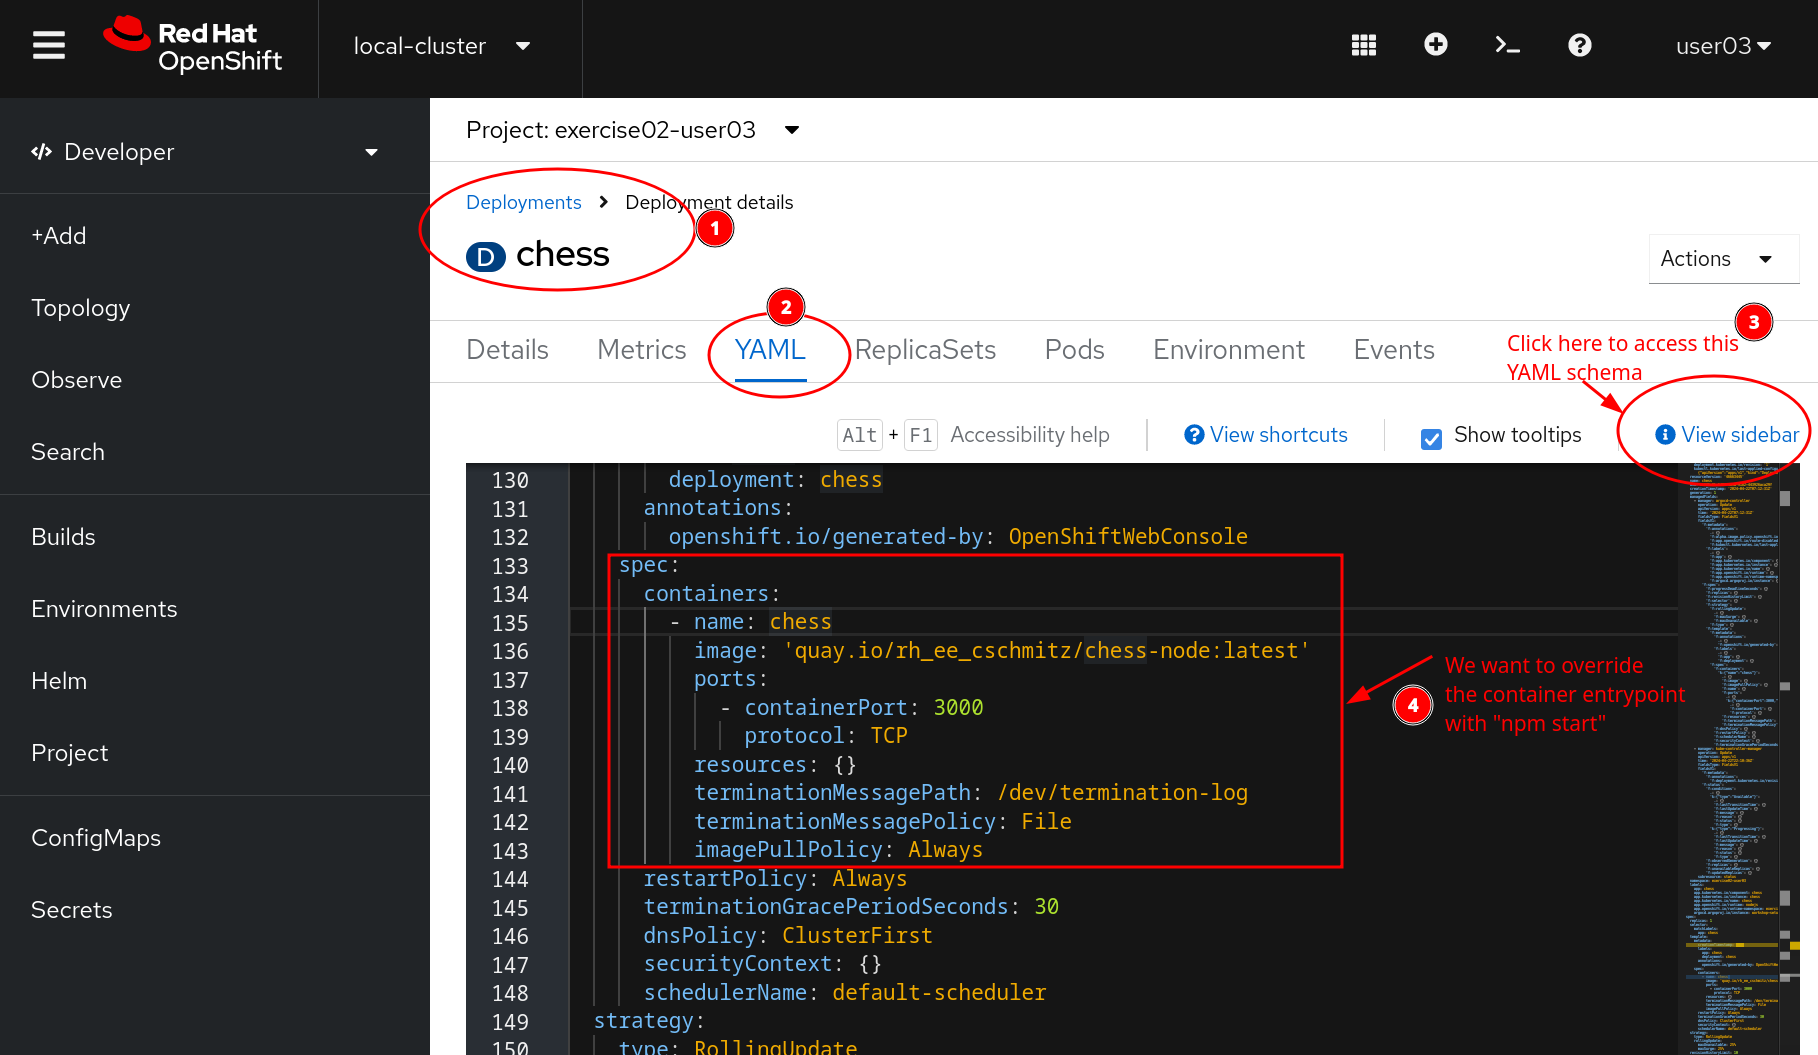 Red Hat
OpenShift
local-cluster
user03
Developer
+Add
Topology
Observe
Search
Builds
Environments
Helm
Project
ConfigMaps
Secrets
Project: exercise02-user03
Deployments > Deployment details
1
D chess
Actions
2
3
Details Metrics YAML ReplicaSets Pods Environment Events
Click here to access this
YAML schema
Alt + F1 Accessibility help View shortcuts Show tooltips View sidebar
130 deployment: chess
131 annotations:
132 openshift.io/generated-by: OpenShiftWebConsole
133 spec:
134 containers:
135 - name: chess
136 image: 'quay.io/rh_ee_cschmitz/chess-node:latest'
137 ports:
138 - containerPort: 3000
139 protocol: TCP
140 resources: {}
141 terminationMessagePath: /dev/termination-log
142 terminationMessagePolicy: File
143 imagePullPolicy: Always
144 restartPolicy: Always
145 terminationGracePeriodSeconds: 30
146 dnsPolicy: ClusterFirst
147 securityContext: {}
148 schedulerName: default-scheduler
149 strategy:
150 type: RollingUpdate
4
We want to override
the container entrypoint
with "npm start"